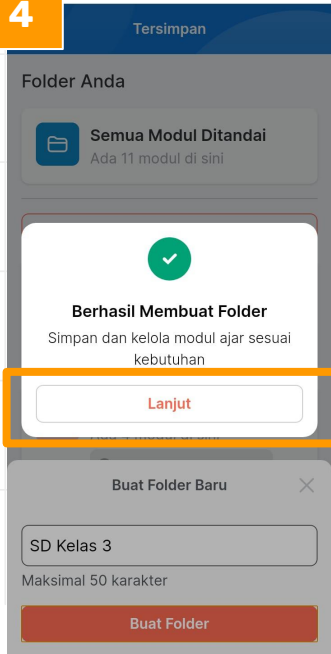 4
Tersimpan
Folder Anda
Semua Modul Ditandai
Ada 11 modul di sini
Berhasil Membuat Folder
Simpan dan kelola modul ajar sesuai
kebutuhan
Lanjut
Buat Folder Baru
SD Kelas 3
Maksimal 50 karakter
Buat Folder